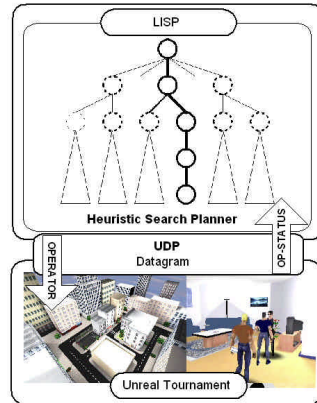 LISP
Heuristic Search Planner
UDP
Datagram
OPERATOR
OP-STATUS
Unreal Tournament